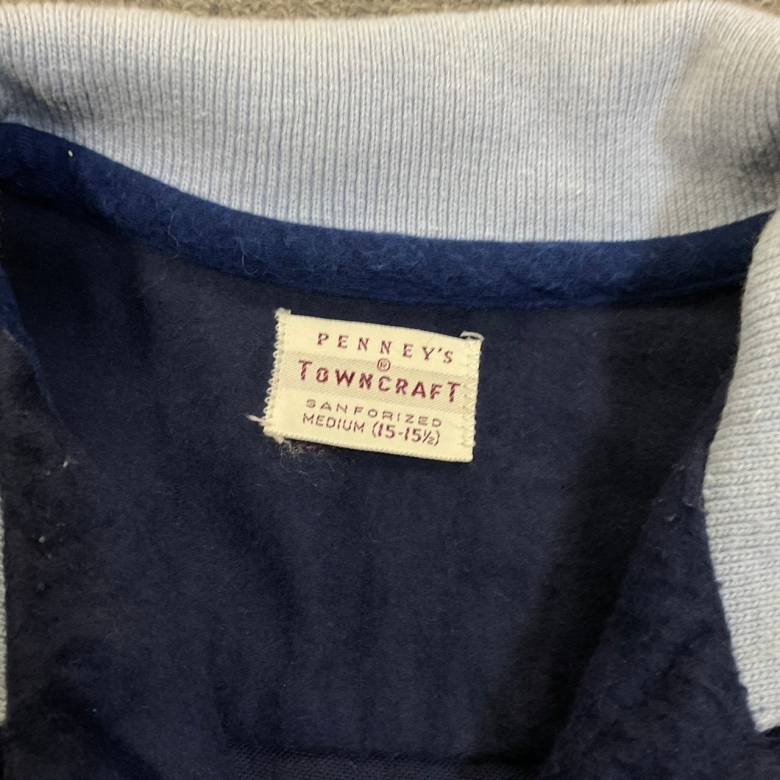 PENNEY'S
®
TOWNCRAFT
SANFORIZED
MEDIUM (15-15½)